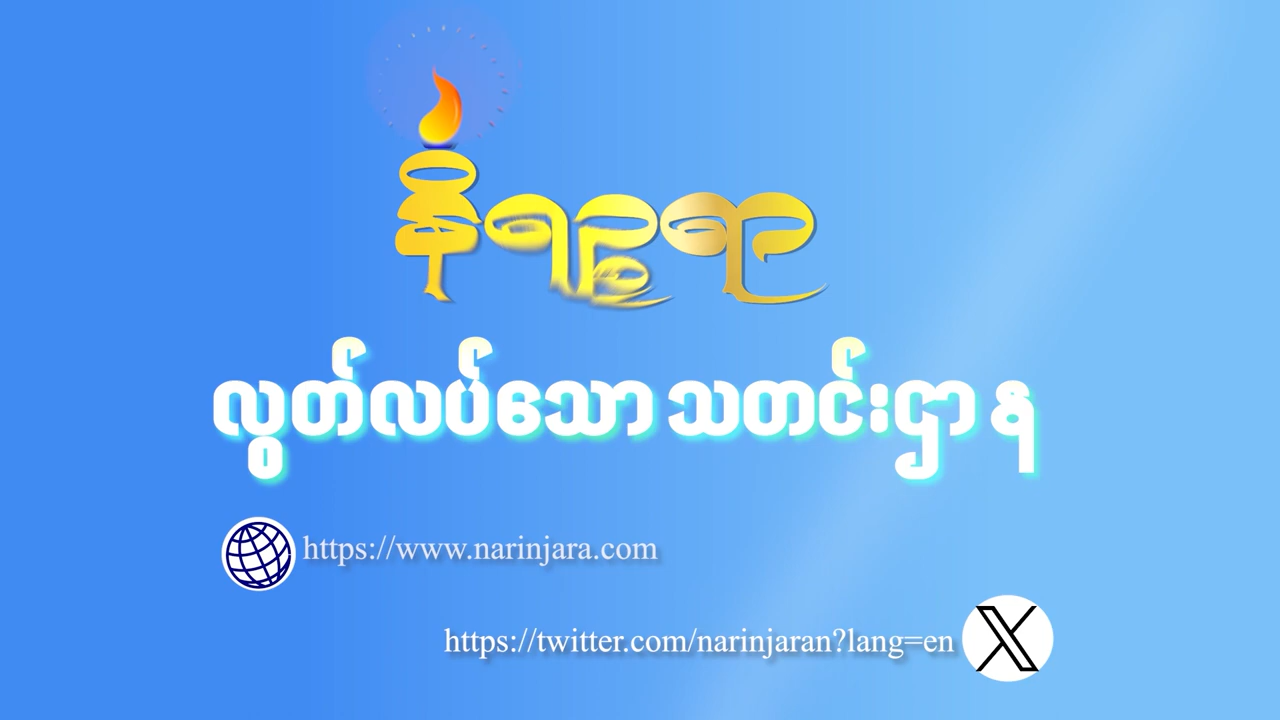 နိရဉ္စရာ
လွတ်လပ်သော သတင်းဌာ န
https://www.narinjara.com
https://twitter.com/narinjaran?lang=en